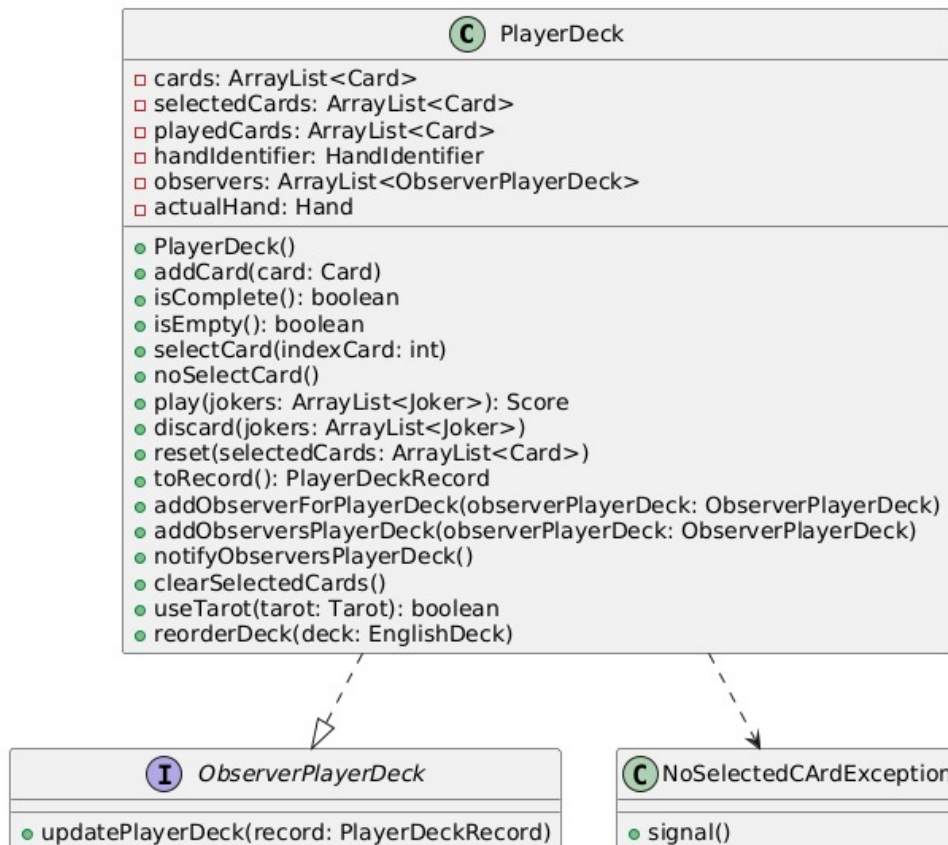 C PlayerDeck
cards: ArrayList<Card>
selectedCards: ArrayList<Card>
playedCards: ArrayList<Card>
handIdentifier: HandIdentifier
observers: ArrayList<ObserverPlayerDeck>
actualHand: Hand
PlayerDeck()
addCard(card: Card)
isComplete(): boolean
isEmpty(): boolean
selectCard(indexCard: int)
noSelectCard()
play(jokers: ArrayList<Joker>): Score
discard(jokers: ArrayList<Joker>)
reset(selectedCards: ArrayList<Card>)
toRecord(): PlayerDeckRecord
addObserverForPlayerDeck(observerPlayerDeck: ObserverPlayerDeck)
addObserversPlayerDeck(observerPlayerDeck: ObserverPlayerDeck)
notifyObserversPlayerDeck()
clearSelectedCards()
useTarot(tarot: Tarot): boolean
reorderDeck(deck: EnglishDeck)
I ObserverPlayerDeck
updatePlayerDeck(record: PlayerDeckRecord)
C NoSelectedCArdException
signal()